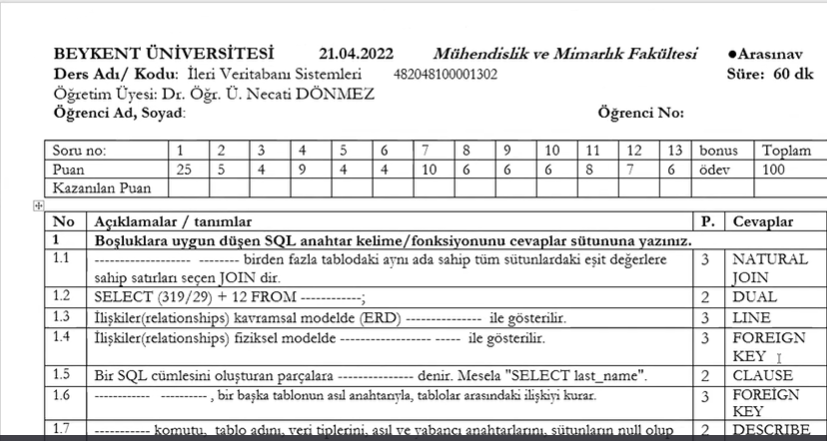 BEYKENT ÜNİVERSİTESİ 21.04.2022 Mühendislik ve Mimarlık Fakültesi ●Arasınav
Ders Adı/ Kodu: İleri Veritabanı Sistemleri 482048100001302 Süre: 60 dk
Öğretim Üyesi: Dr. Öğr. Ü. Necati DÖNMEZ
Öğrenci Ad, Soyad: Öğrenci No:
Soru no: 1 2 3 4 5 6 7 8 9 10 11 12 13 bonus Toplam
Puan 25 5 4 9 4 4 10 6 6 6 8 7 6 ödev 100
Kazanılan Puan
No Açıklamalar / tanımlar P. Cevaplar
1 Boşluklara uygun düşen SQL anahtar kelime/fonksiyonunu cevaplar sütununa yazınız.
1.1 ------------------- -------- birden fazla tablodaki aynı ada sahip tüm sütunlardaki eşit değerlere 3 NATURAL
sahip satırları seçen JOIN dir. JOIN
1.2 SELECT (319/29) + 12 FROM ------------; 2 DUAL
1.3 İlişkiler(relationships) kavramsal modelde (ERD) --------------- ile gösterilir. 3 LINE
1.4 İlişkiler(relationships) fiziksel modelde ------------------ ----- ile gösterilir. 3 FOREIGN
KEY
1.5 Bir SQL cümlesini oluşturan parçalara --------------- denir. Mesela "SELECT last_name". 2 CLAUSE
1.6 ----------- --------- , bir başka tablonun asıl anahtarıyla, tablolar arasındaki ilişkiyi kurar. 3 FOREIGN
KEY
1.7 ----------- komutu, tablo adını, veri tiplerini, asıl ve yabancı anahtarlarını, sütunların null olup 2 DESCRIBE